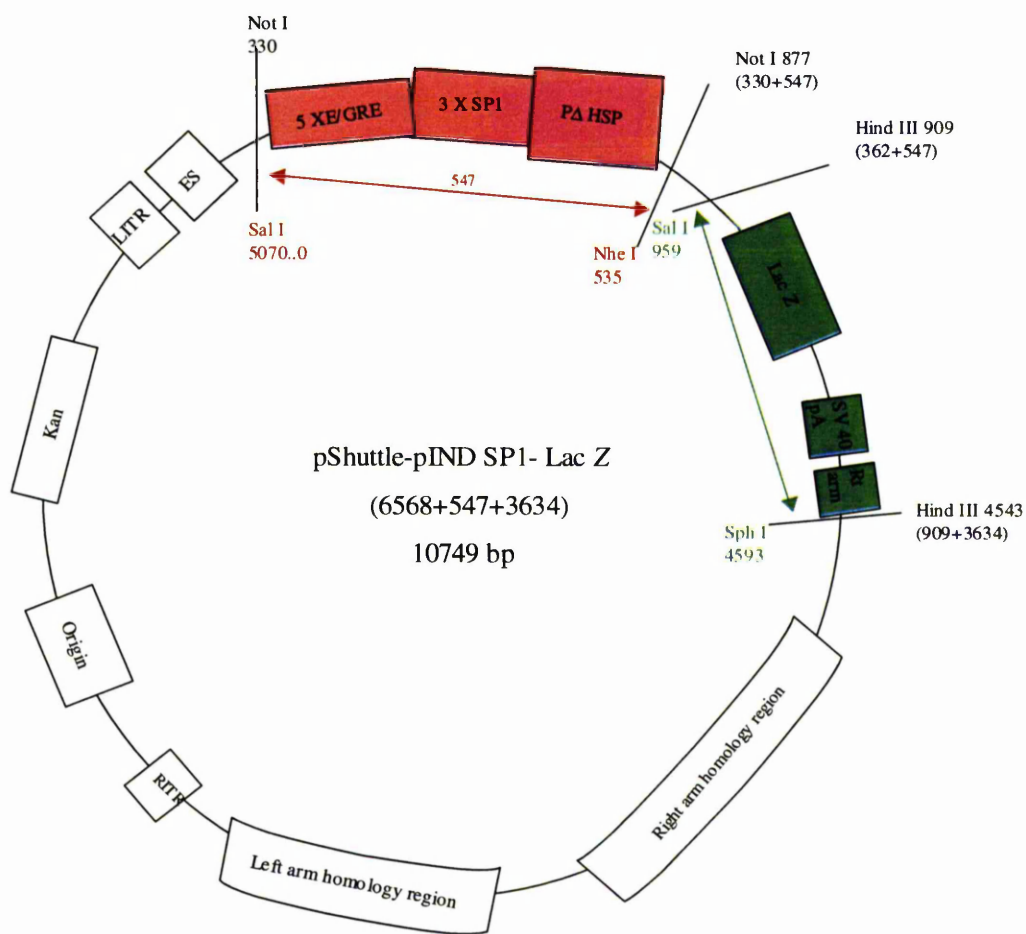 Not I
330
5 XE/GRE
3 X SP1
PΔ HSP
Not I 877
(330+547)
Hind III 909
(362+547)
547
Sal I
5070..0
Nhe I
535
Sal I
959
ES
LITR
Lac Z
Kan
SV 40
pA
Rt
arm
pShuttle-pIND SP1- Lac Z
(6568+547+3634)
10749 bp
Hind III 4543
(909+3634)
Sph I
4593
Origin
RITR
Right arm homology region
Left arm homology region